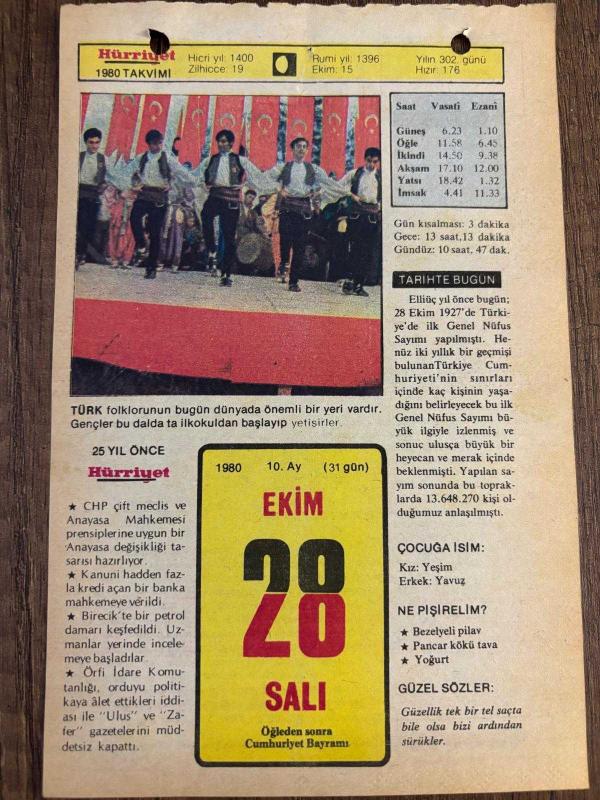 Hürriyet
1980 TAKVİMİ
Hicri yıl: 1400
Zilhicce: 19
Rumi yıl: 1396
Ekim: 15
Yılın 302. günü
Hızır: 176
Saat Vasati Ezani
Güneş 6.23 1.10
Öğle 11.58 6.45
İkindi 14.50 9.38
Akşam 17.10 12.00
Yatsı 18.42 1.32
İmsak 4.41 11.33
Gün kısalması: 3 dakika
Gece: 13 saat,13 dakika
Gündüz: 10 saat, 47 dak.
TARİHTE BUGÜN
Elliüç yıl önce bugün;
28 Ekim 1927'de Türki-
ye'de ilk Genel Nüfus
Sayımı yapılmıştı. He-
nüz iki yıllık bir geçmişi
bulunanTürkiye Cum-
huriyeti'nin sınırları
içinde kaç kişinin yaşa-
dığını belirleyecek bu ilk
Genel Nüfus Sayımı bü-
yük ilgiyle izlenmiş ve
sonuç ulusça büyük bir
heyecan ve merak içinde
beklenmişti. Yapılan sa-
yım sonunda bu toprak-
larda 13.648.270 kişi ol-
duğumuz anlaşılmıştı.
TÜRK folklorunun bugün dünyada önemli bir yeri vardır.
Gençler bu dalda ta ilkokuldan başlayıp yetişirler.
25 YIL ÖNCE
Hürriyet
★ CHP çift meclis ve
Anayasa Mahkemesi
prensiplerine uygun bir
Anayasa değişikliği ta-
sarısı hazırlıyor.
★ Kanuni hadden faz-
la kredi açan bir banka
mahkemeye verildi.
★ Birecik'te bir petrol
damarı keşfedildi. Uz-
manlar yerinde incele-
meye başladılar.
★ Örfi İdare Komu-
tanlığı, orduyu politi-
kaya âlet ettikleri iddi-
ası ile "Ulus" ve "Za-
fer" gazetelerini müd-
detsiz kapattı.
1980 10. Ay (31 gün)
EKİM
28
SALI
Öğleden sonra
Cumhuriyet Bayramı
ÇOCUĞA İSİM:
Kız: Yeşim
Erkek: Yavuz
NE PİŞİRELİM?
★ Bezelyeli pilav
★ Pancar kökü tava
★ Yoğurt
GÜZEL SÖZLER:
Güzellik tek bir tel saçta
bile olsa bizi ardından
sürükler.